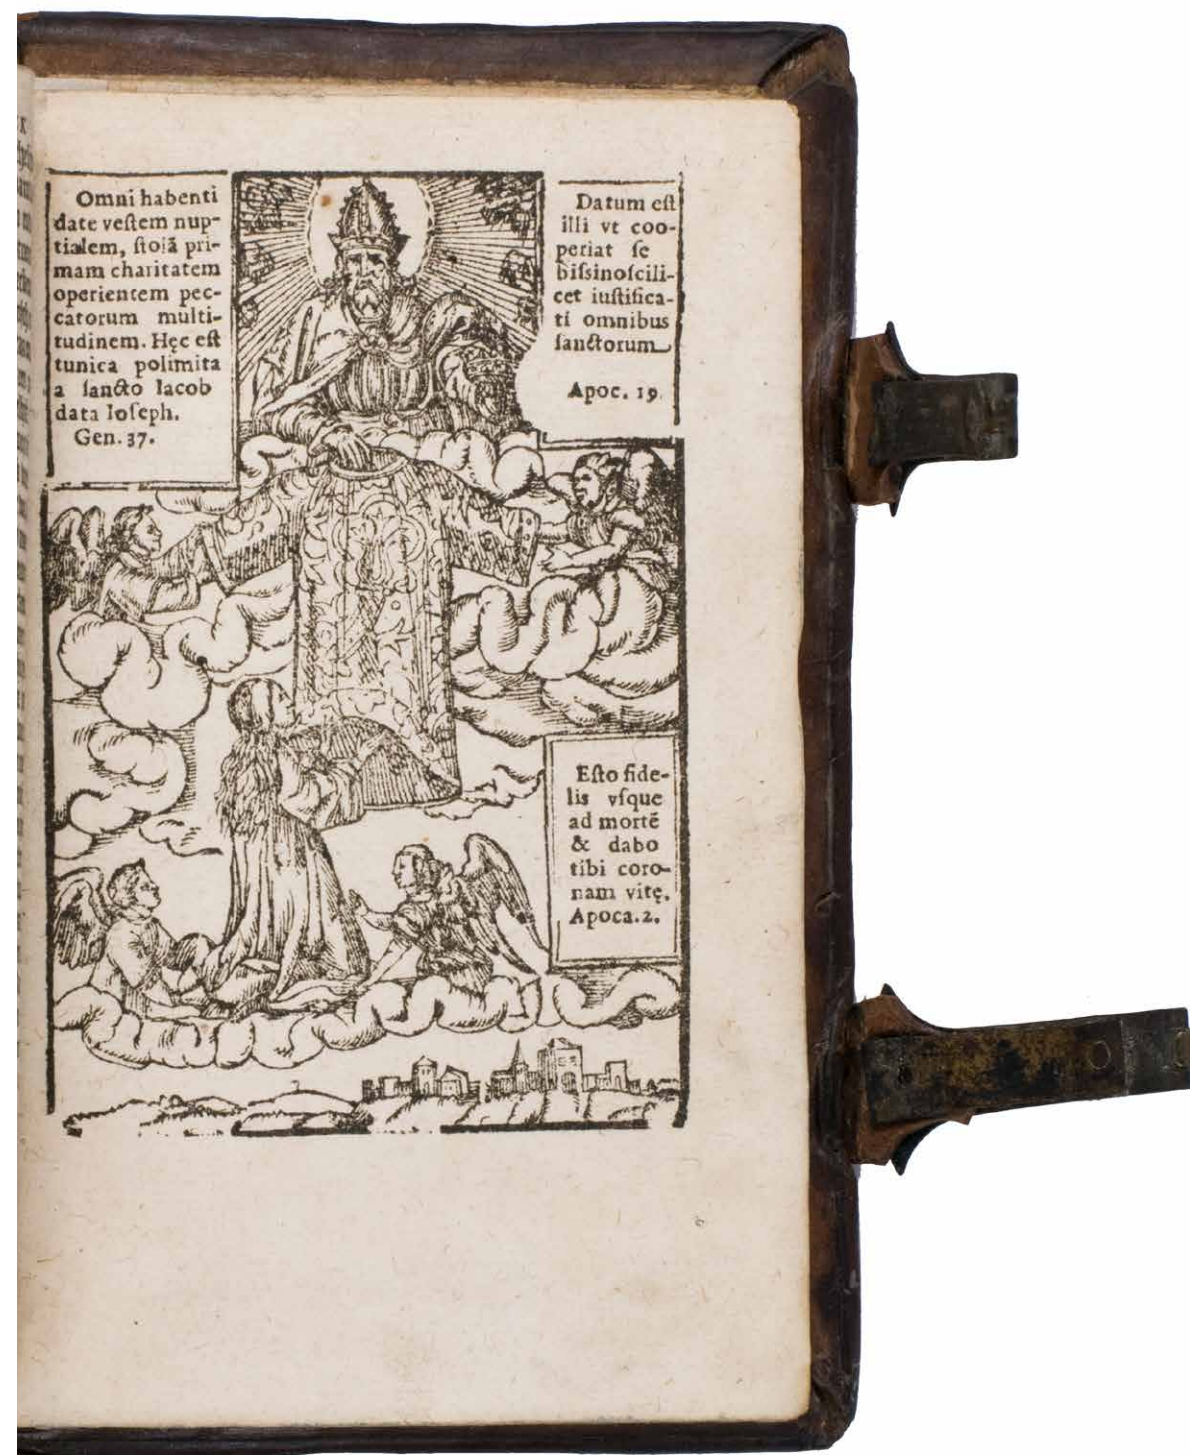 Omni habenti
date veſtem nup-
tialem, ſtolã pri-
mam charitatem
operientem pec-
catorum multi-
tudinem. Hęc eſt
tunica polimita
a ſancto Iacob
data Ioſeph.
Gen. 37.
Datum eſt
illi vt coo-
periat ſe
biſsinoſcili-
cet iuſtifica-
ti omnibus
ſanctorum
Apoc. 19.
Eſto fide-
lis vſque
ad mortẽ
& dabo
tibi coro-
nam vitę.
Apoca. 2.